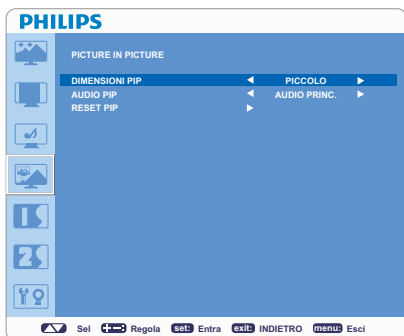 PHILIPS
PICTURE IN PICTURE
DIMENSIONI PIP PICCOLO
AUDIO PIP AUDIO PRINC.
RESET PIP
Sel Regola set: Entra exit: INDIETRO menu: Esci